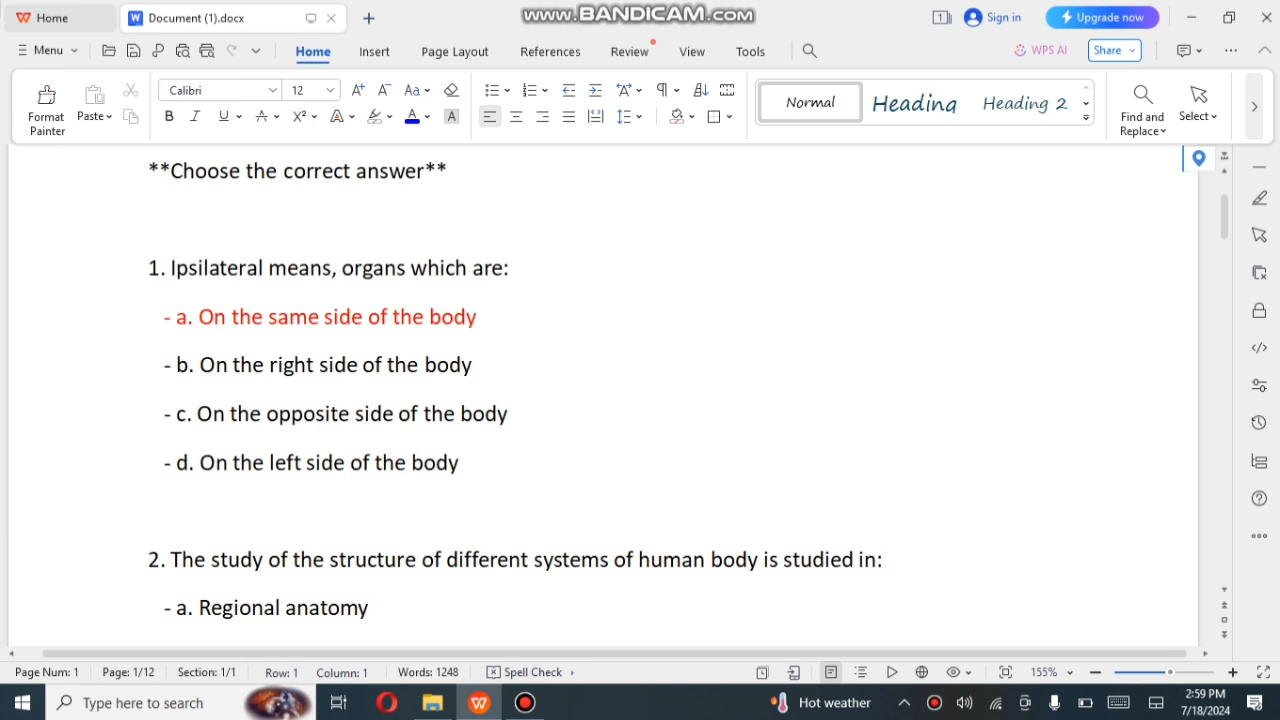 Home
Document (1).docx
www.BANDICAM.com
Sign in
Upgrade now
Menu
Home
Insert
Page Layout
References
Review
View
Tools
WPS AI
Share
Format Painter
Paste
Calibri
12
Normal
Heading
Heading 2
Find and Replace
Select
**Choose the correct answer**
1. Ipsilateral means, organs which are:
- a. On the same side of the body
- b. On the right side of the body
- c. On the opposite side of the body
- d. On the left side of the body
2. The study of the structure of different systems of human body is studied in:
- a. Regional anatomy
Page Num: 1
Page: 1/12
Section: 1/1
Row: 1
Column: 1
Words: 1248
Spell Check
155%
Type here to search
Hot weather
2:59 PM
7/18/2024